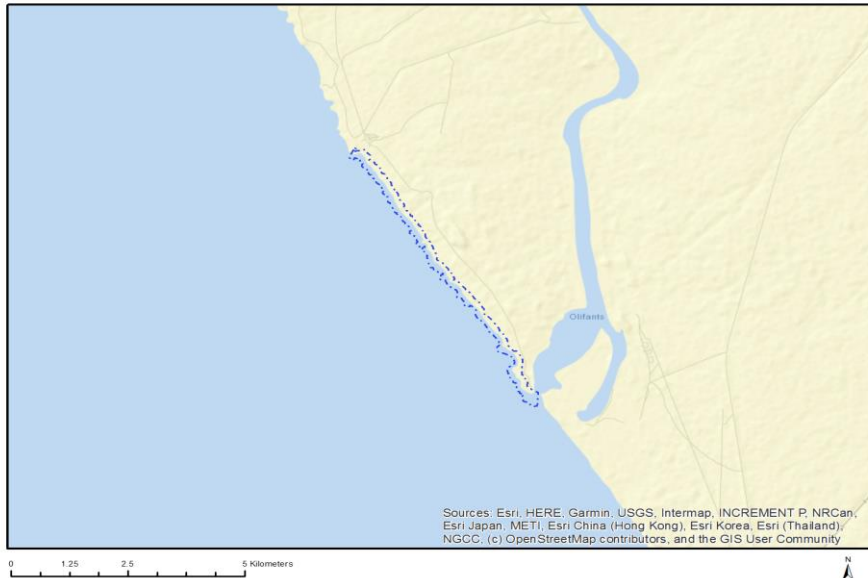 Olifants
Sources: Esri, HERE, Garmin, USGS, Intermap, INCREMENT P, NRCan,
Esri Japan, METI, Esri China (Hong Kong), Esri Korea, Esri (Thailand),
NGCC, (c) OpenStreetMap contributors, and the GIS User Community
0 1.25 2.5 5 Kilometers
N